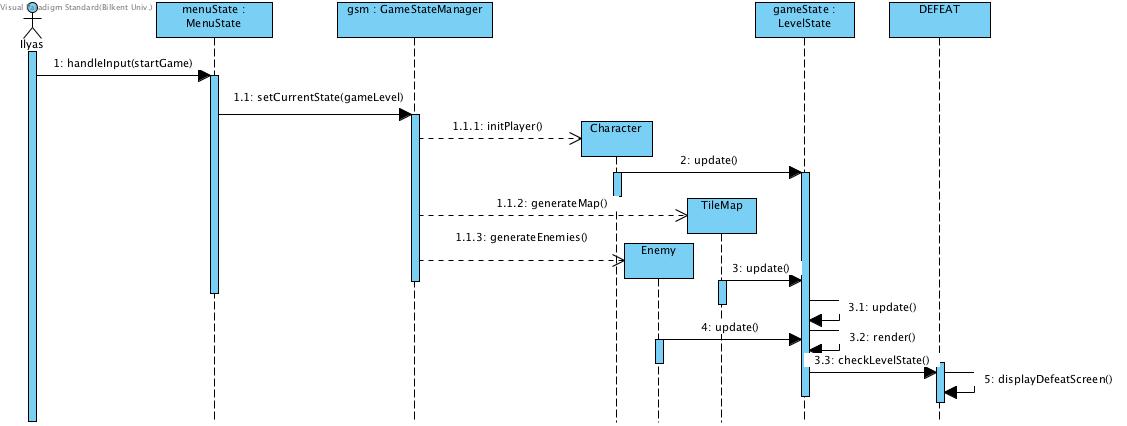 Visual Paradigm Standard(Bilkent Univ.)
menuState :
MenuState
gsm : GameStateManager
gameState :
LevelState
DEFEAT
Ilyas
1: handleInput(startGame)
1.1: setCurrentState(gameLevel)
1.1.1: initPlayer()
Character
2: update()
1.1.2: generateMap()
TileMap
1.1.3: generateEnemies()
Enemy
3: update()
3.1: update()
4: update()
3.2: render()
3.3: checkLevelState()
5: displayDefeatScreen()